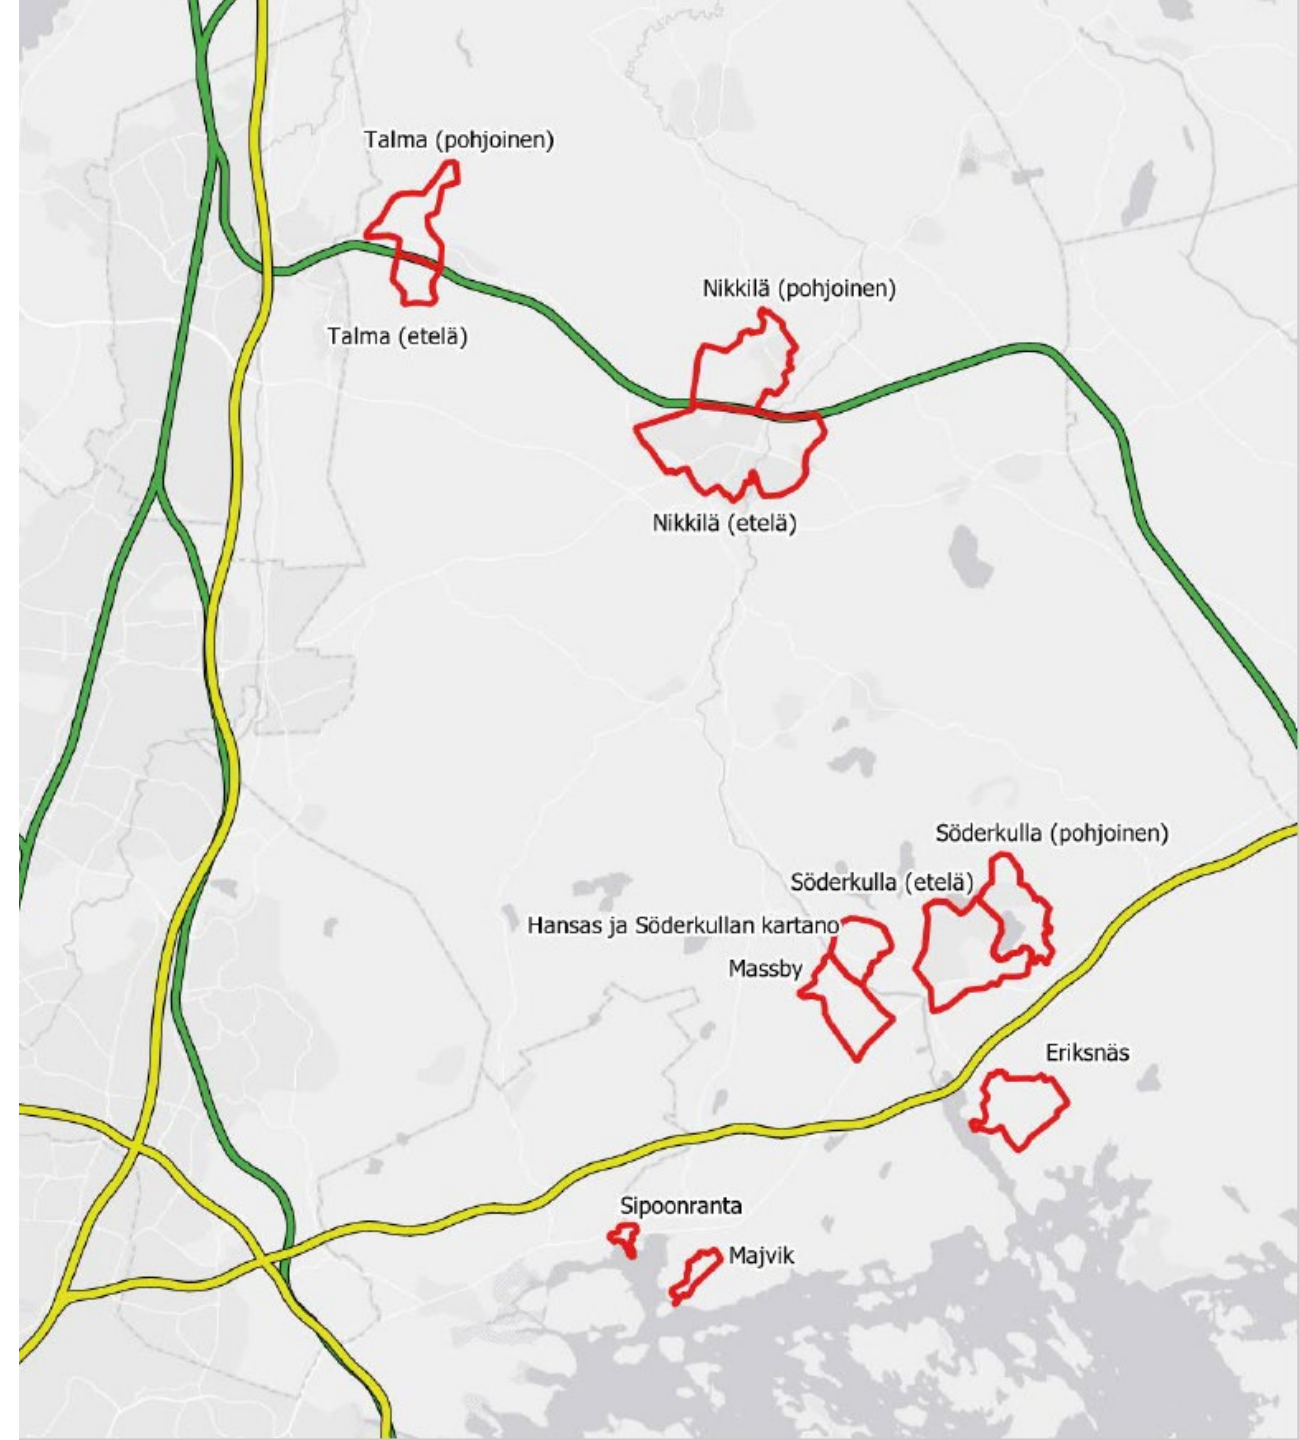 Talma (pohjoinen)
Nikkilä (pohjoinen)
Talma (etelä)
Nikkilä (etelä)
Söderkulla (pohjoinen)
Söderkulla (etelä)
Hansas ja Söderkullan kartano
Massby
Eriksnäs
Sipoonranta
Majvik